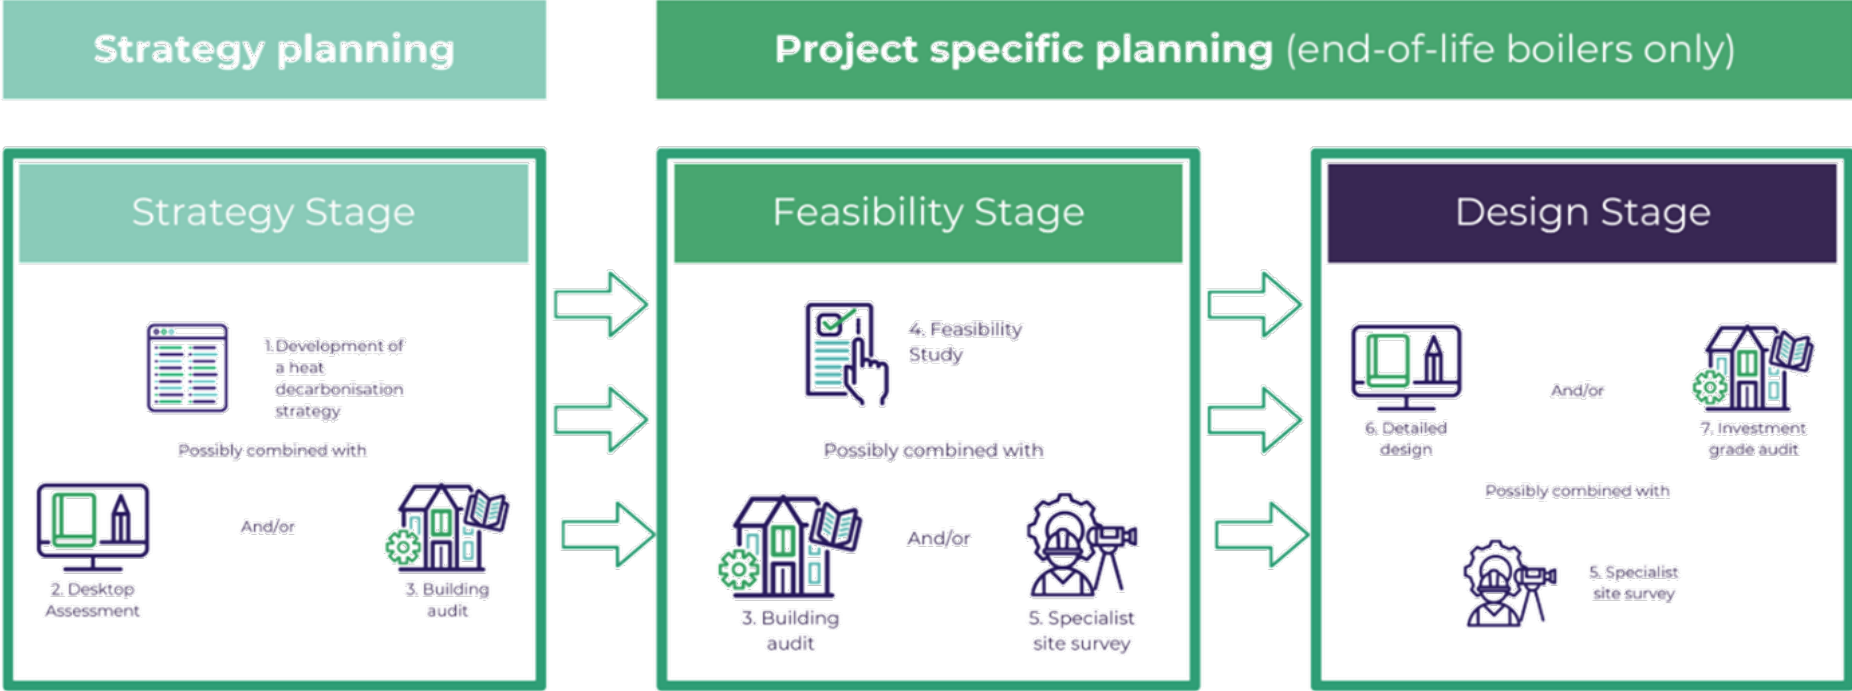 Strategy planning
Project specific planning (end-of-life boilers only)
Strategy Stage
1. Development of
a heat
decarbonisation
strategy
Possibly combined with
And/or
2. Desktop
Assessment
3. Building
audit
Feasibility Stage
4. Feasibility
Study
Possibly combined with
And/or
3. Building
audit
5. Specialist
site survey
Design Stage
And/or
6. Detailed
design
7. Investment
grade audit
Possibly combined with
5. Specialist
site survey